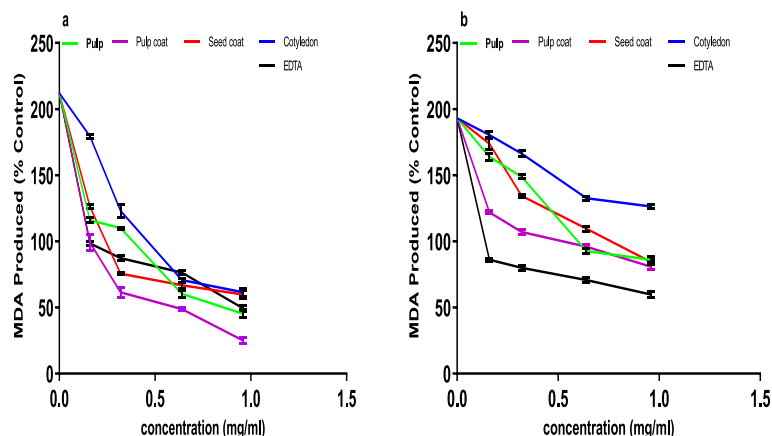 a
Pulp Pulp coat Seed coat Cotyledon
EDTA
MDA Produced (% Control)
250
200
150
100
50
0
0.0 0.5 1.0 1.5
concentration (mg/ml)
b
Pulp Pulp coat Seed coat Cotyledon
EDTA
MDA Produced (% Control)
250
200
150
100
50
0
0.0 0.5 1.0 1.5
concentration (mg/ml)